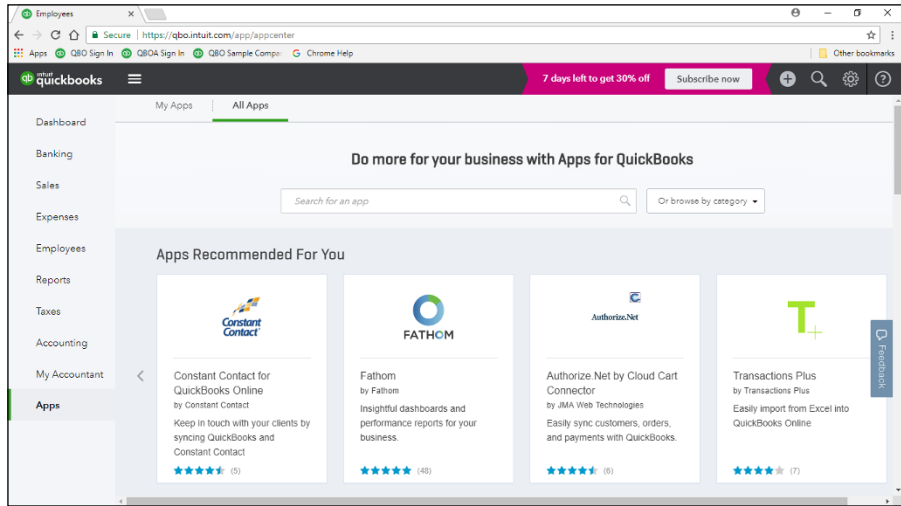 Employees
Secure https://qbo.intuit.com/app/appcenter
Apps QBO Sign In QBOA Sign In QBO Sample Compa G Chrome Help Other bookmarks
qb intuit quickbooks 7 days left to get 30% off Subscribe now
My Apps All Apps
Dashboard
Banking
Sales
Expenses
Employees
Reports
Taxes
Accounting
My Accountant
Apps
Do more for your business with Apps for QuickBooks
Search for an app Or browse by category
Apps Recommended For You
Constant
Contact
Constant Contact for
QuickBooks Online
by Constant Contact
Keep in touch with your clients by
syncing QuickBooks and
Constant Contact
(5)
FATHOM
Fathom
by Fathom
Insightful dashboards and
performance reports for your
business.
(48)
Authorize.Net
Authorize.Net by Cloud Cart
Connector
by JMA Web Technologies
Easily sync customers, orders,
and payments with QuickBooks.
(6)
T+
Transactions Plus
by Transactions Plus
Easily import from Excel into
QuickBooks Online
(7)
Feedback